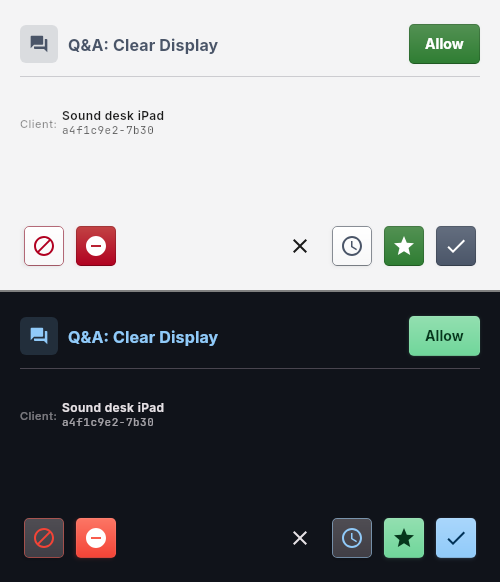 Q&A: Clear Display
Allow
Client:
Sound desk iPad
a4f1c9e2-7b30
Q&A: Clear Display
Allow
Client:
Sound desk iPad
a4f1c9e2-7b30